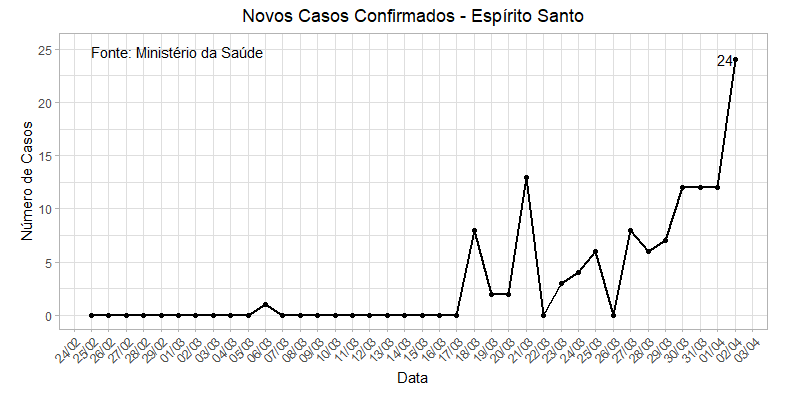 Novos Casos Confirmados - Espírito Santo
Fonte: Ministério da Saúde
24
25
20
15
10
5
0
Número de Casos
24/02 25/02 26/02 27/02 28/02 29/02 01/03 02/03 03/03 04/03 05/03 06/03 07/03 08/03 09/03 10/03 11/03 12/03 13/03 14/03 15/03 16/03 17/03 18/03 19/03 20/03 21/03 22/03 23/03 24/03 25/03 26/03 27/03 28/03 29/03 30/03 31/03 01/04 02/04 03/04
Data